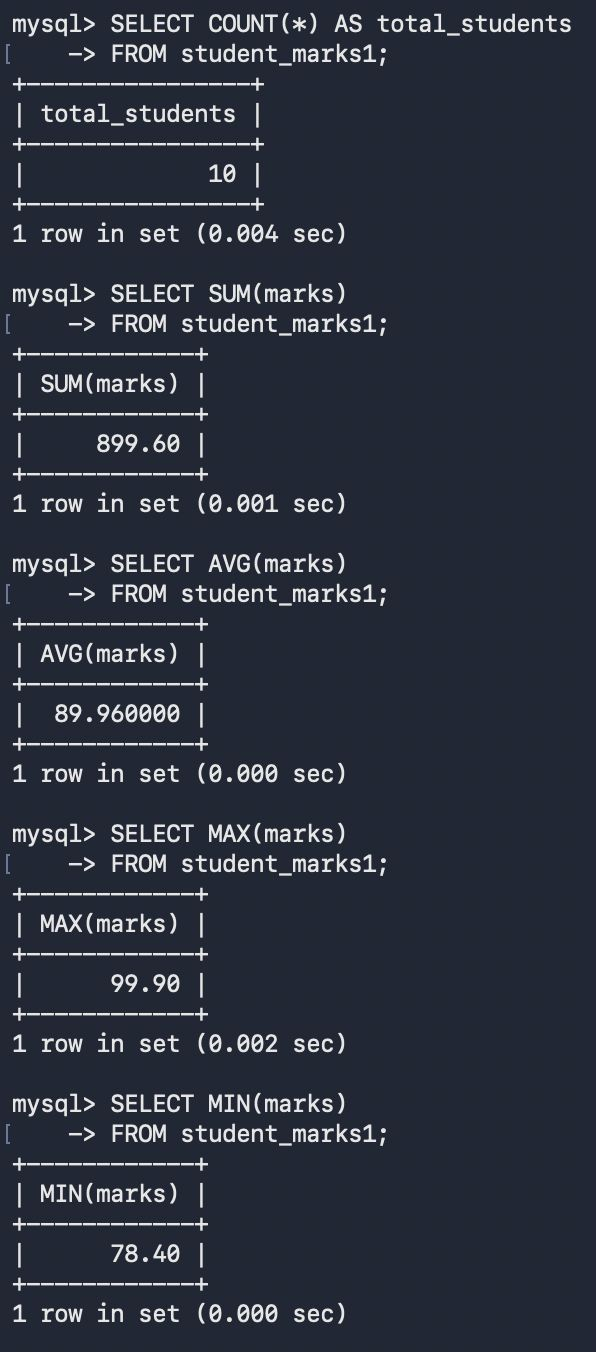 mysql> SELECT COUNT(*) AS total_students
[    -> FROM student_marks1;
+----------------+
| total_students |
+----------------+
|             10 |
+----------------+
1 row in set (0.004 sec)

mysql> SELECT SUM(marks)
[    -> FROM student_marks1;
+------------+
| SUM(marks) |
+------------+
|     899.60 |
+------------+
1 row in set (0.001 sec)

mysql> SELECT AVG(marks)
[    -> FROM student_marks1;
+------------+
| AVG(marks) |
+------------+
|  89.960000 |
+------------+
1 row in set (0.000 sec)

mysql> SELECT MAX(marks)
[    -> FROM student_marks1;
+------------+
| MAX(marks) |
+------------+
|      99.90 |
+------------+
1 row in set (0.002 sec)

mysql> SELECT MIN(marks)
[    -> FROM student_marks1;
+------------+
| MIN(marks) |
+------------+
|      78.40 |
+------------+
1 row in set (0.000 sec)